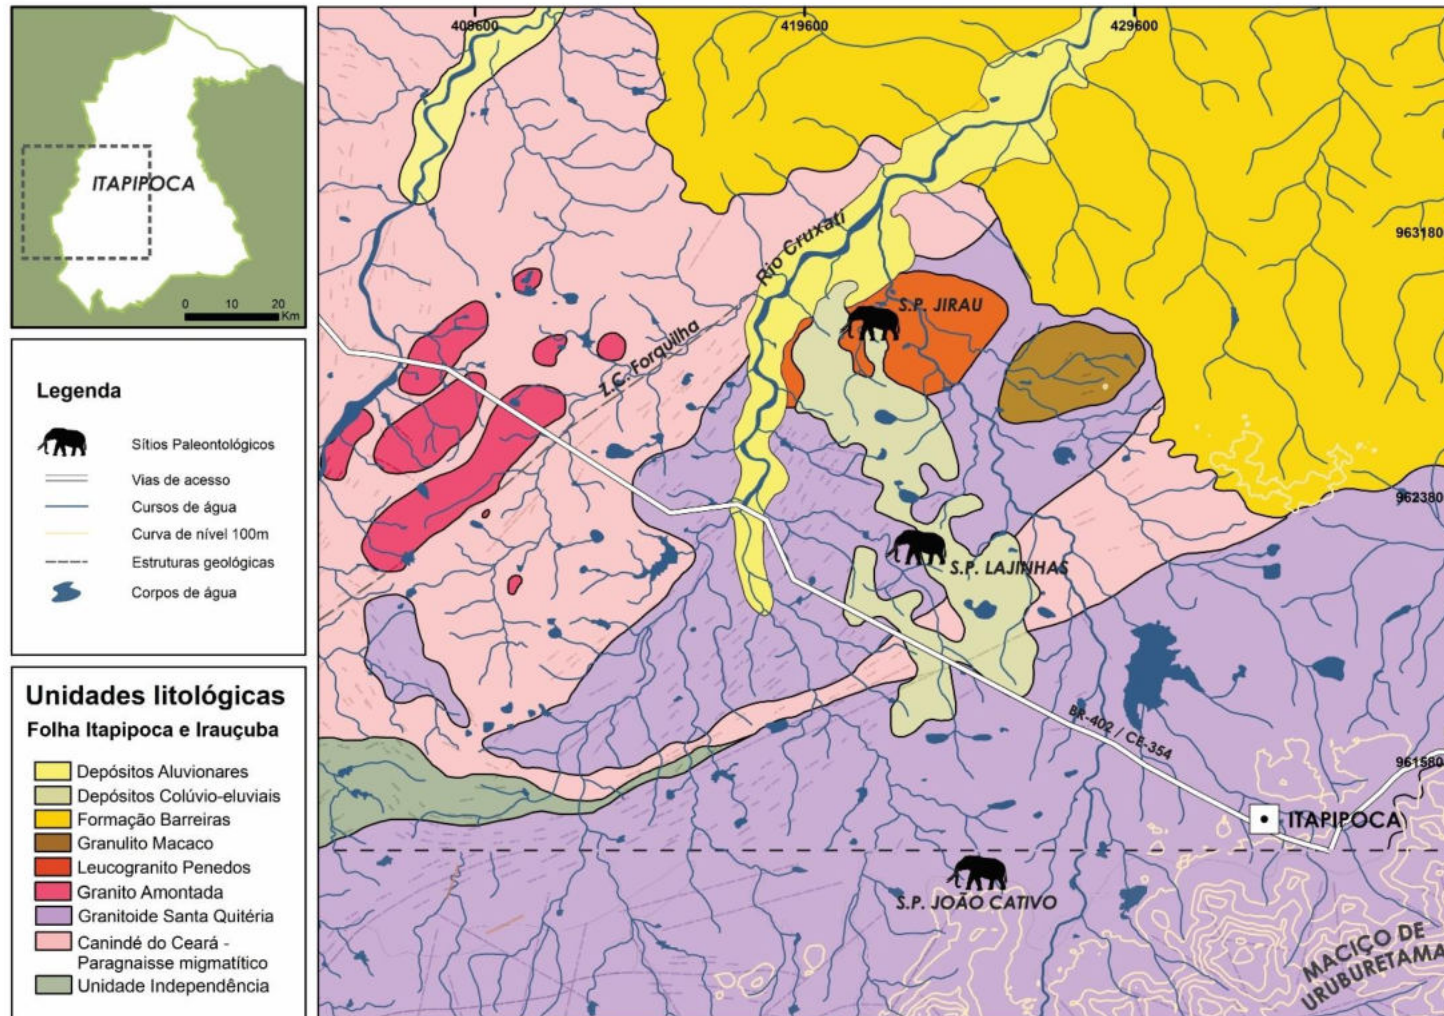 ITAPIPOCA
0 10 20
Km
Legenda
Sítios Paleontológicos
Vias de acesso
Cursos de água
Curva de nível 100m
Estruturas geológicas
Corpos de água
Unidades litológicas
Folha Itapipoca e Irauçuba
Depósitos Aluvionares
Depósitos Colúvio-eluviais
Formação Barreiras
Granulito Macaco
Leucogranito Penedos
Granito Amontada
Granitoide Santa Quitéria
Canindé do Ceará -
Paragnaisse migmatítico
Unidade Independência
409600
419600
429600
963180
Rio Cruxati
S.P. JIRAU
Z.C. Forquilha
962380
S.P. LAJINHAS
BR-402 / CE-354
961580
ITAPIPOCA
S.P. JOÃO CATIVO
MACIÇO DE
URUBURETAMA